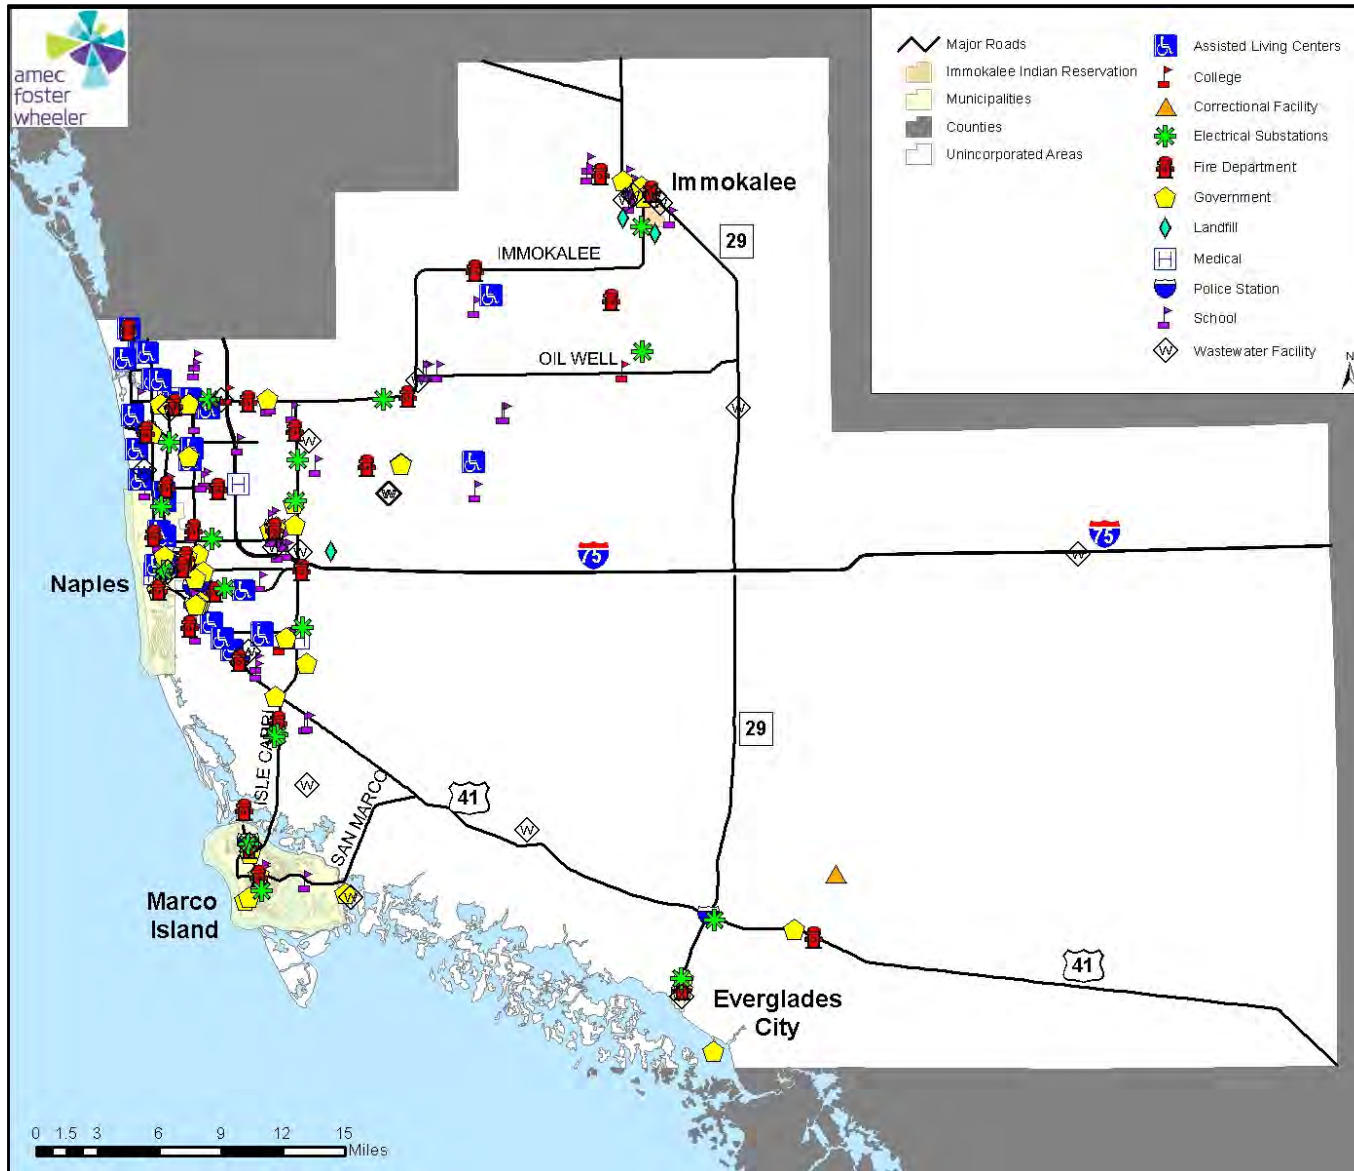 amec
foster
wheeler
Major Roads
Immokalee Indian Reservation
Municipalities
Counties
Unincorporated Areas
Assisted Living Centers
College
Correctional Facility
Electrical Substations
Fire Department
Government
Landfill
H Medical
Police Station
School
W Wastewater Facility
N
Immokalee
29
IMMOKALEE
OIL WELL
W
W
W
H
W
75
75
W
Naples
29
ISLE CAPRI
W
SAN MARCO
41
W
Marco
Island
W
41
Everglades
City
0 1.5 3 6 9 12 15
Miles